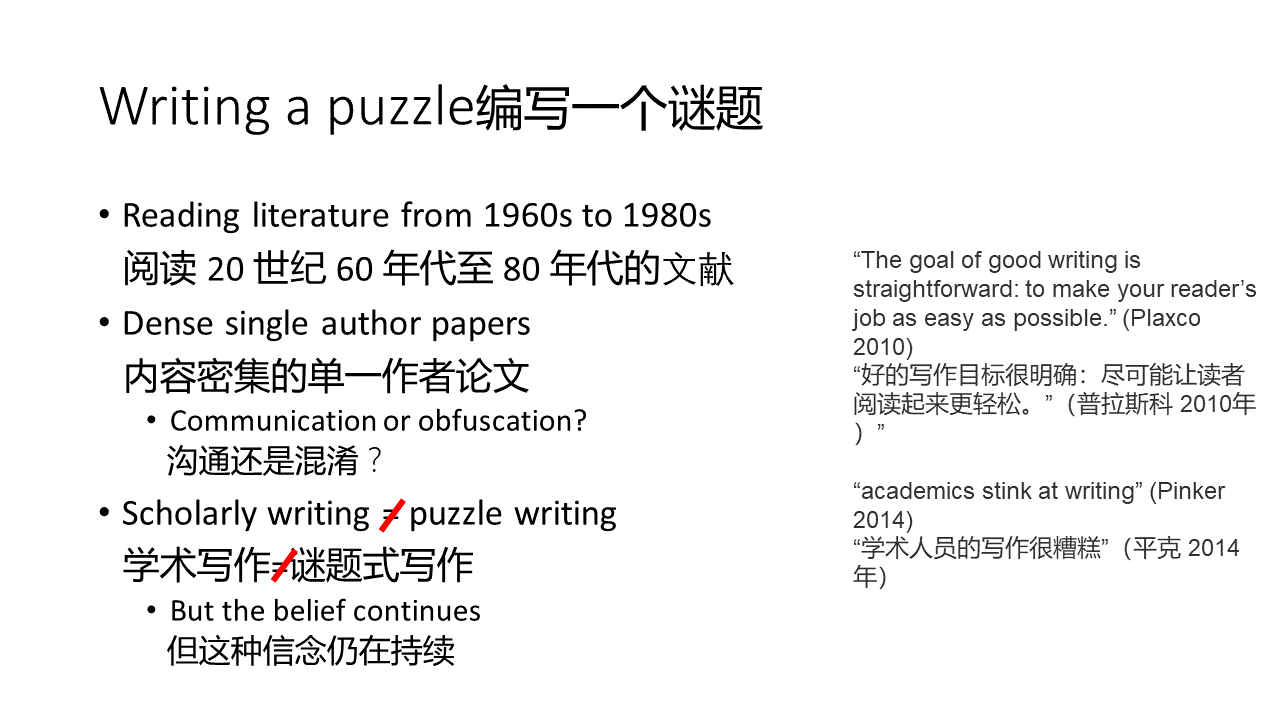 Writing a puzzle编写一个谜题
• Reading literature from 1960s to 1980s
阅读 20 世纪 60 年代至 80 年代的文献
• Dense single author papers
内容密集的单一作者论文
• Communication or obfuscation?
沟通还是混淆？
• Scholarly writing = puzzle writing
学术写作=谜题式写作
• But the belief continues
但这种信念仍在持续
“The goal of good writing is
straightforward: to make your reader’s
job as easy as possible.” (Plaxco
2010)
“好的写作目标很明确：尽可能让读者
阅读起来更轻松。”（普拉斯科 2010年
）”
“academics stink at writing” (Pinker
2014)
“学术人员的写作很糟糕”（平克 2014
年）